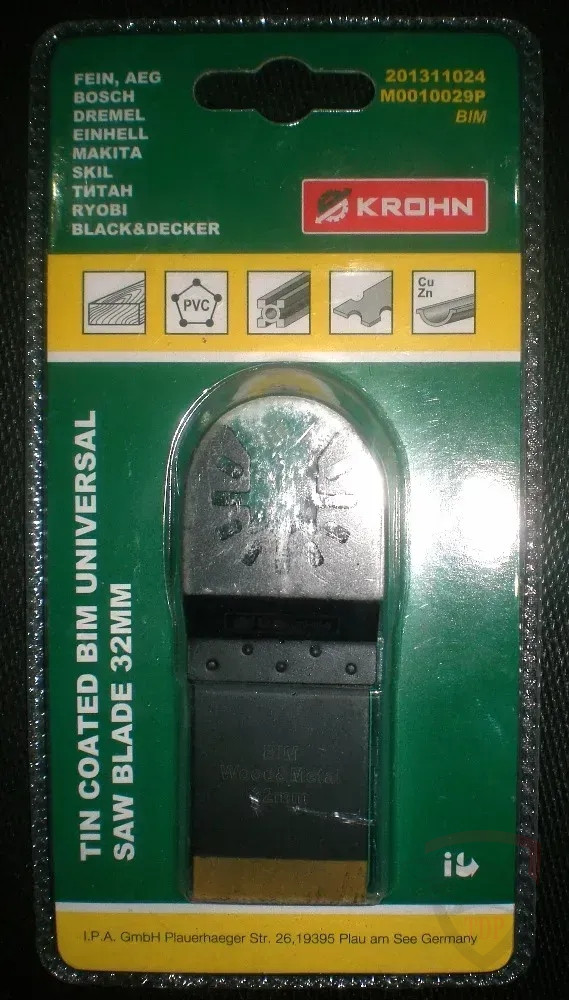 FEIN, AEG
BOSCH
DREMEL
EINHELL
MAKITA
SKIL
ТИТАН
RYOBI
BLACK&DECKER
201311024
M0010029P
BIM
KROHN
PVC
Cu
Zn
TIN COATED BIM UNIVERSAL
SAW BLADE 32MM
BIM
Wood&Metal
32mm
I.P.A. GmbH Plauerhaeger Str. 26,19395 Plau am See Germany